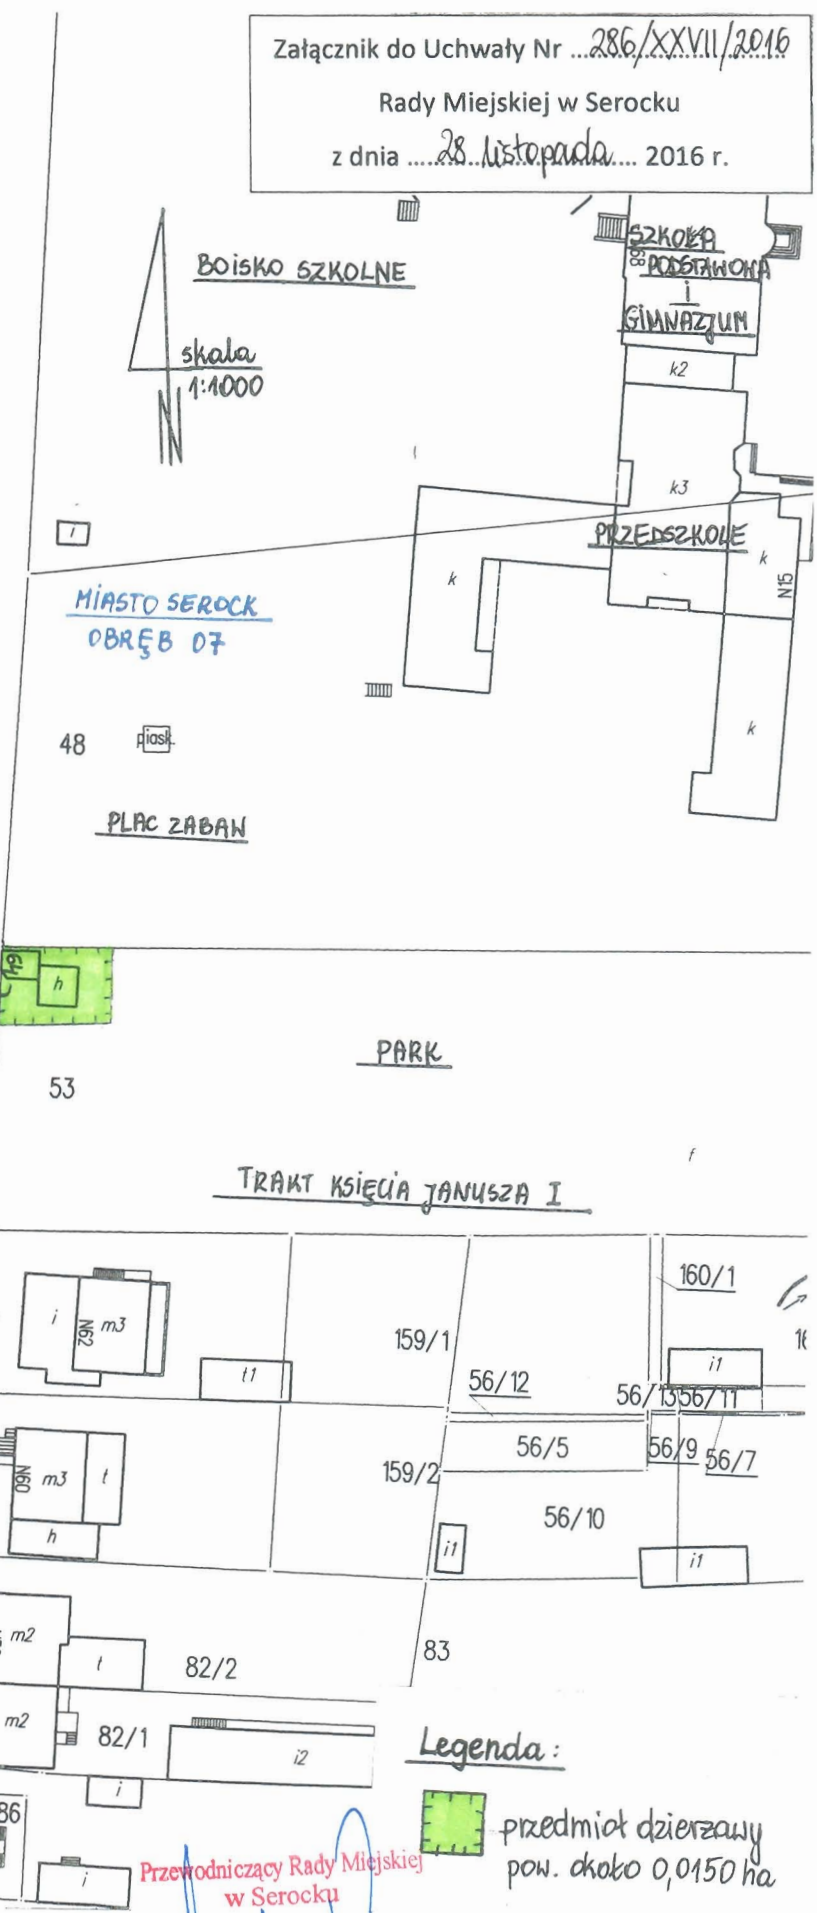 Załącznik do Uchwały Nr ...286/XXVII/2016
Rady Miejskiej w Serocku
z dnia ......28 listopada.... 2016 r.
BOISKO SZKOLNE
SZKOŁA
PODSTAWOWA
i
GIMNAZJUM
N68
skala
1:1000
N
k2
k3
PRZEDSZKOLE
i
k
k
N15
MIASTO SEROCK
OBRĘB 07
48
piask.
k
PLAC ZABAW
49
h
PARK
53
f
TRAKT KSIĘCIA JANUSZA I
160/1
i
N62
m3
159/1
i1
t1
56/12
56/13
56/11
56/5
56/9
56/7
N60
m3
t
159/2
56/10
h
i1
i1
m2
t
82/2
83
m2
82/1
i2
Legenda:
i
86
przedmiot dzierżawy
pow. około 0,0150 ha
i
Przewodniczący Rady Miejskiej
w Serocku